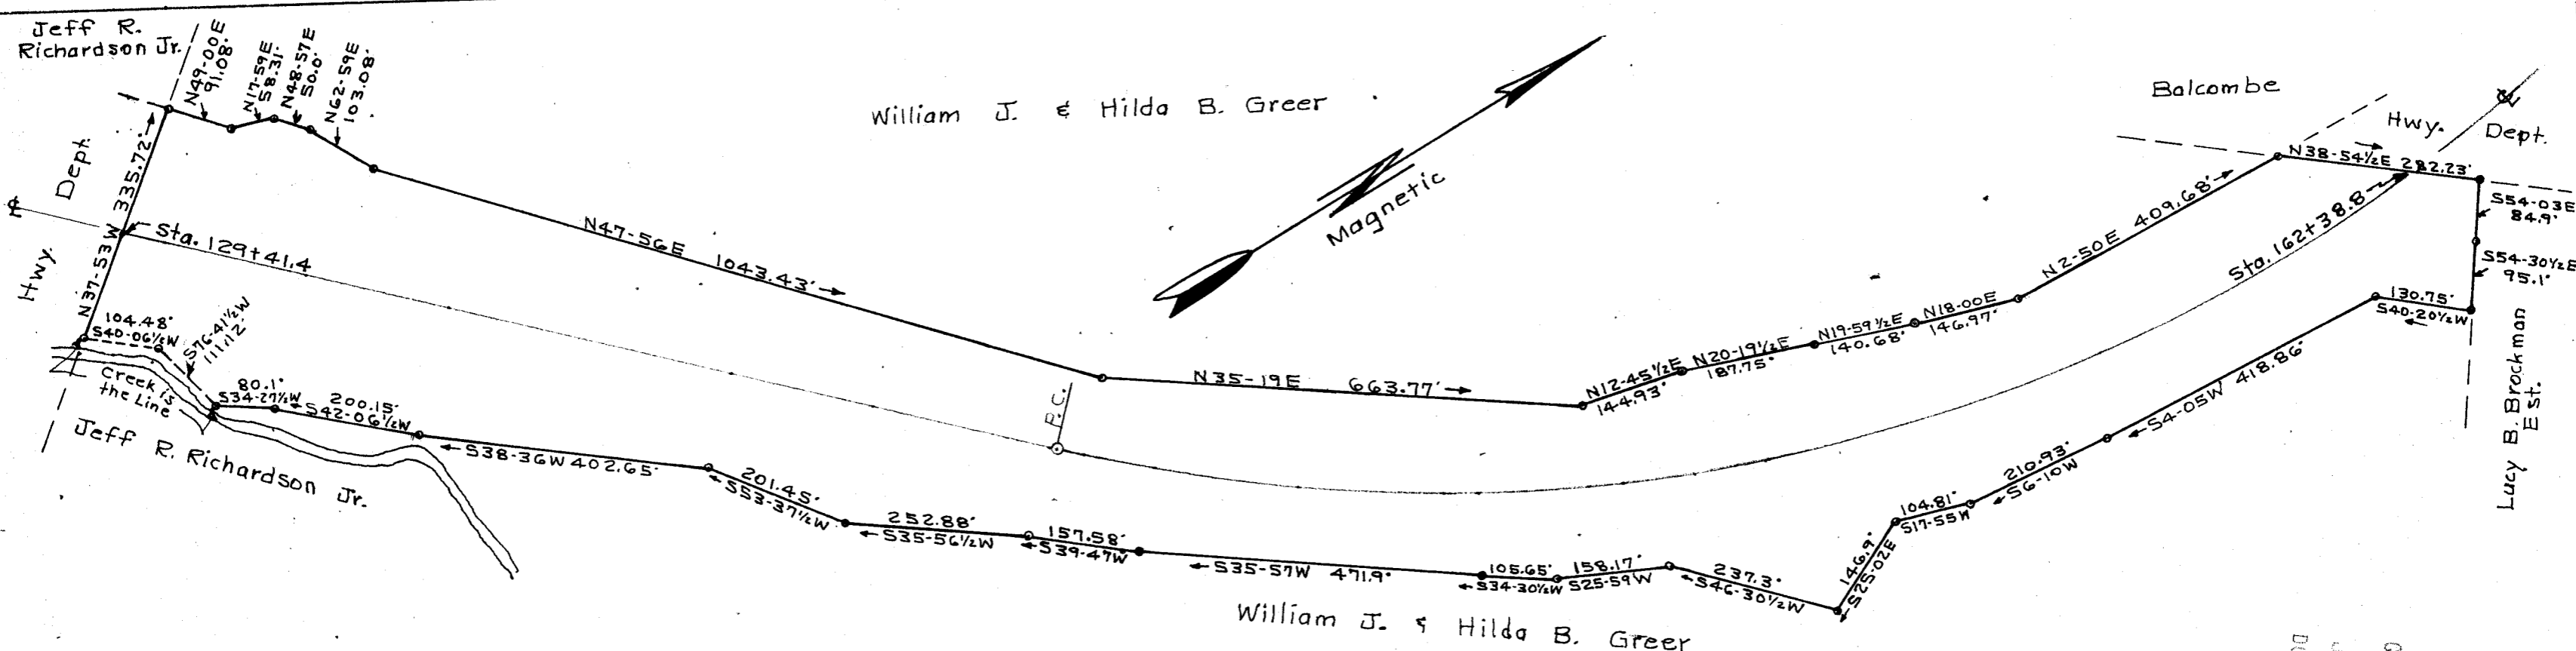 Jeff R.
Richardson Jr.
N49-00E
91.08'
N17-59E
58.31'
N48-57E
50.0'
N62-59E
103.08'
William J. & Hilda B. Greer
Magnetic
Balcombe
Hwy. Dept.
℄
N38-54½E 282.23'
S54-03E
84.9'
S54-30½E
95.1'
130.75'
S40-20½W
Lucy B. Brockman
Est.
Hwy. Dept.
℄
N37-53W 335.72'
Sta. 129+41.4
N47-56E 1043.43'
P.C.
N35-19E 663.77'
N12-45½E
144.93'
N20-19½E
187.75'
N19-59½E
140.68'
N18-00E
146.97'
N2-50E 409.68'
Sta. 162+38.8
104.48'
S40-06½W
S76-41½W
111.12'
Creek is
the Line
80.1'
S34-27½W
200.15'
S42-06½W
Jeff R. Richardson Jr.
S38-36W 402.65'
201.45'
S53-37½W
252.88'
S35-56½W
157.58'
S39-47W
S35-57W 471.9'
105.65'
S34-30½W
158.17'
S25-59W
237.3'
S46-30½W
146.9'
S25-02E
104.81'
S17-55W
210.93'
S6-10W
S4-05W 418.86'
William J. & Hilda B. Greer